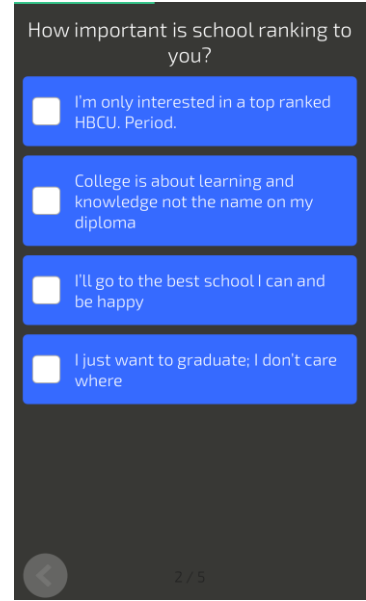 How important is school ranking to
you?
I'm only interested in a top ranked
HBCU. Period.
College is about learning and
knowledge not the name on my
diploma
I'll go to the best school I can and
be happy
I just want to graduate; I don't care
where
2 / 5